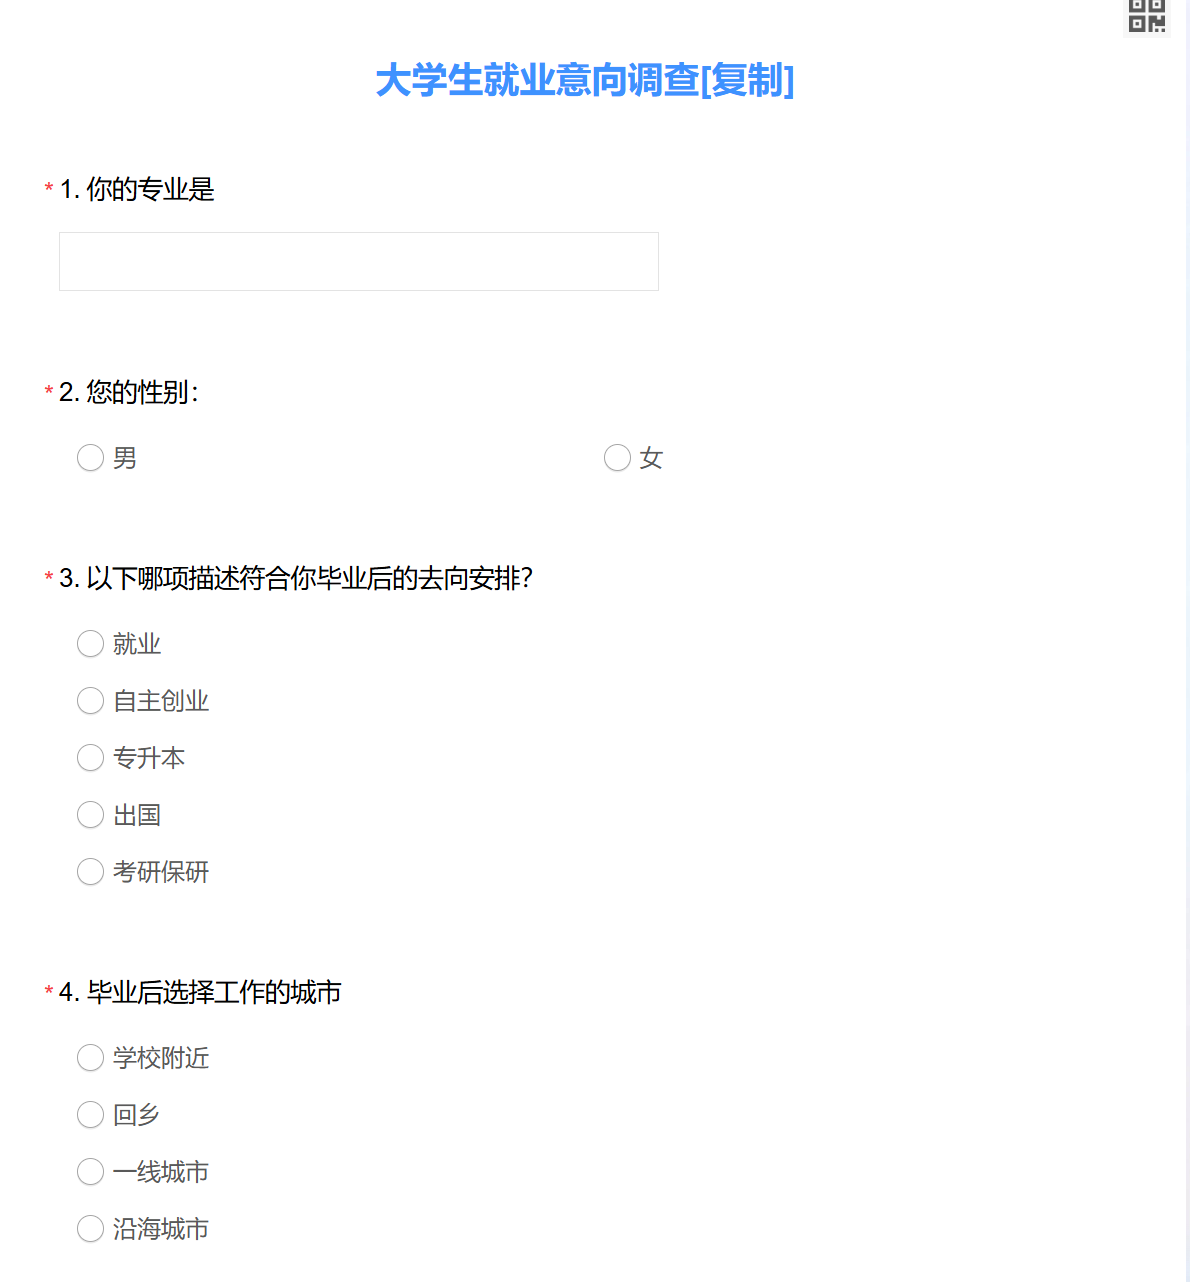 大学生就业意向调查[复制]
* 1. 你的专业是
* 2. 您的性别：
男 女
* 3. 以下哪项描述符合你毕业后的去向安排？
就业
自主创业
专升本
出国
考研保研
* 4. 毕业后选择工作的城市
学校附近
回乡
一线城市
沿海城市